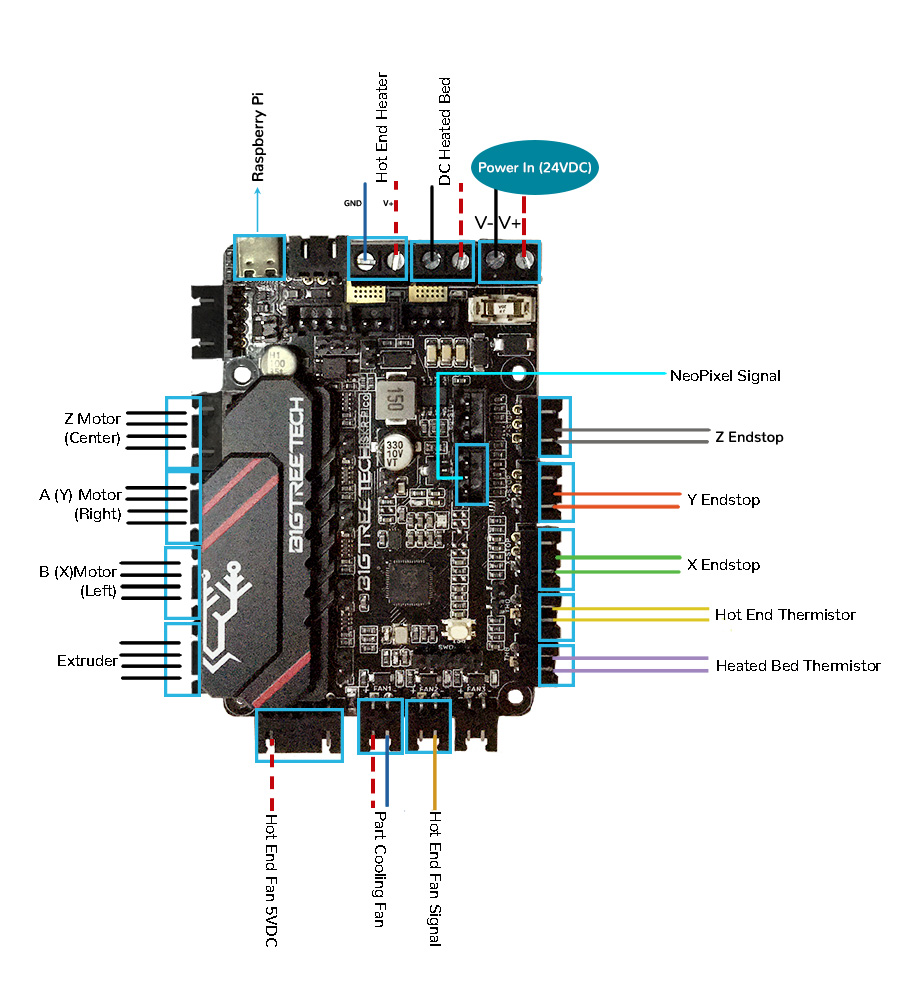 Raspberry Pi
Hot End Heater
DC Heated Bed
Power In (24VDC)
GND
V+
V-
V+
NeoPixel Signal
Z Motor
(Center)
Z Endstop
A (Y) Motor
(Right)
Y Endstop
B (X)Motor
(Left)
X Endstop
Hot End Thermistor
Extruder
Heated Bed Thermistor
BIGTREETECH
BIGTREETECH
150
330
10V
VT
SWD
FAN1
FAN2
FAN3
Hot End Fan 5VDC
Part Cooling Fan
Hot End Fan Signal